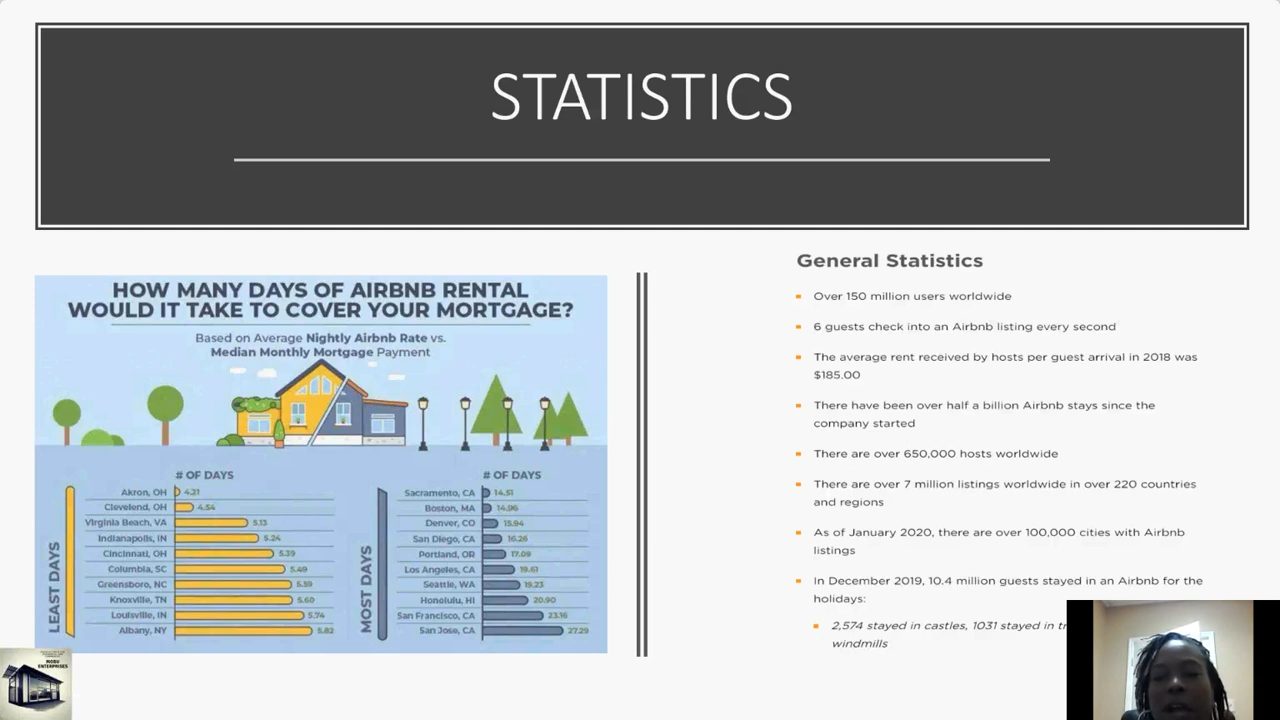 STATISTICS
HOW MANY DAYS OF AIRBNB RENTAL
WOULD IT TAKE TO COVER YOUR MORTGAGE?
Based on Average Nightly Airbnb Rate vs.
Median Monthly Mortgage Payment
# OF DAYS
LEAST DAYS
Akron, OH 4.21
Clevelend, OH 4.54
Virginia Beach, VA 5.13
Indianapolis, IN 5.24
Cincinnati, OH 5.39
Columbia, SC 5.49
Greensboro, NC 5.59
Knoxville, TN 5.60
Louisville, IN 5.74
Albany, NY 5.82
# OF DAYS
MOST DAYS
Sacramento, CA 14.51
Boston, MA 14.96
Denver, CO 15.94
San Diego, CA 16.26
Portland, OR 17.09
Los Angeles, CA 19.61
Seattle, WA 19.23
Honolulu, HI 20.90
San Francisco, CA 23.16
San Jose, CA 27.29
General Statistics
Over 150 million users worldwide
6 guests check into an Airbnb listing every second
The average rent received by hosts per guest arrival in 2018 was
$185.00
There have been over half a billion Airbnb stays since the
company started
There are over 650,000 hosts worldwide
There are over 7 million listings worldwide in over 220 countries
and regions
As of January 2020, there are over 100,000 cities with Airbnb
listings
In December 2019, 10.4 million guests stayed in an Airbnb for the
holidays:
2,574 stayed in castles, 1031 stayed in
windmills
ENTERPRISES